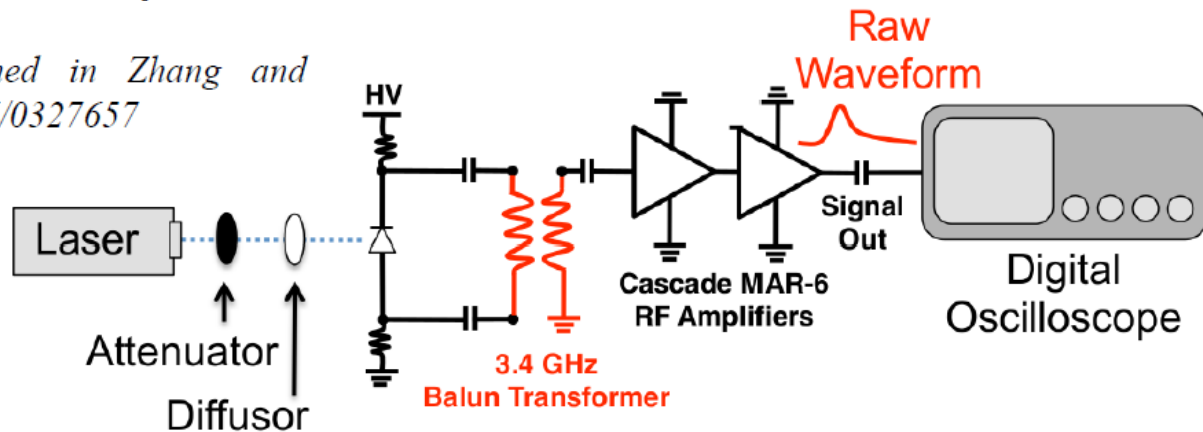 ned in Zhang and
/0327657
Raw
Waveform
HV
Laser
Signal
Out
Cascade MAR-6
RF Amplifiers
Digital
Oscilloscope
Attenuator
3.4 GHz
Balun Transformer
Diffusor